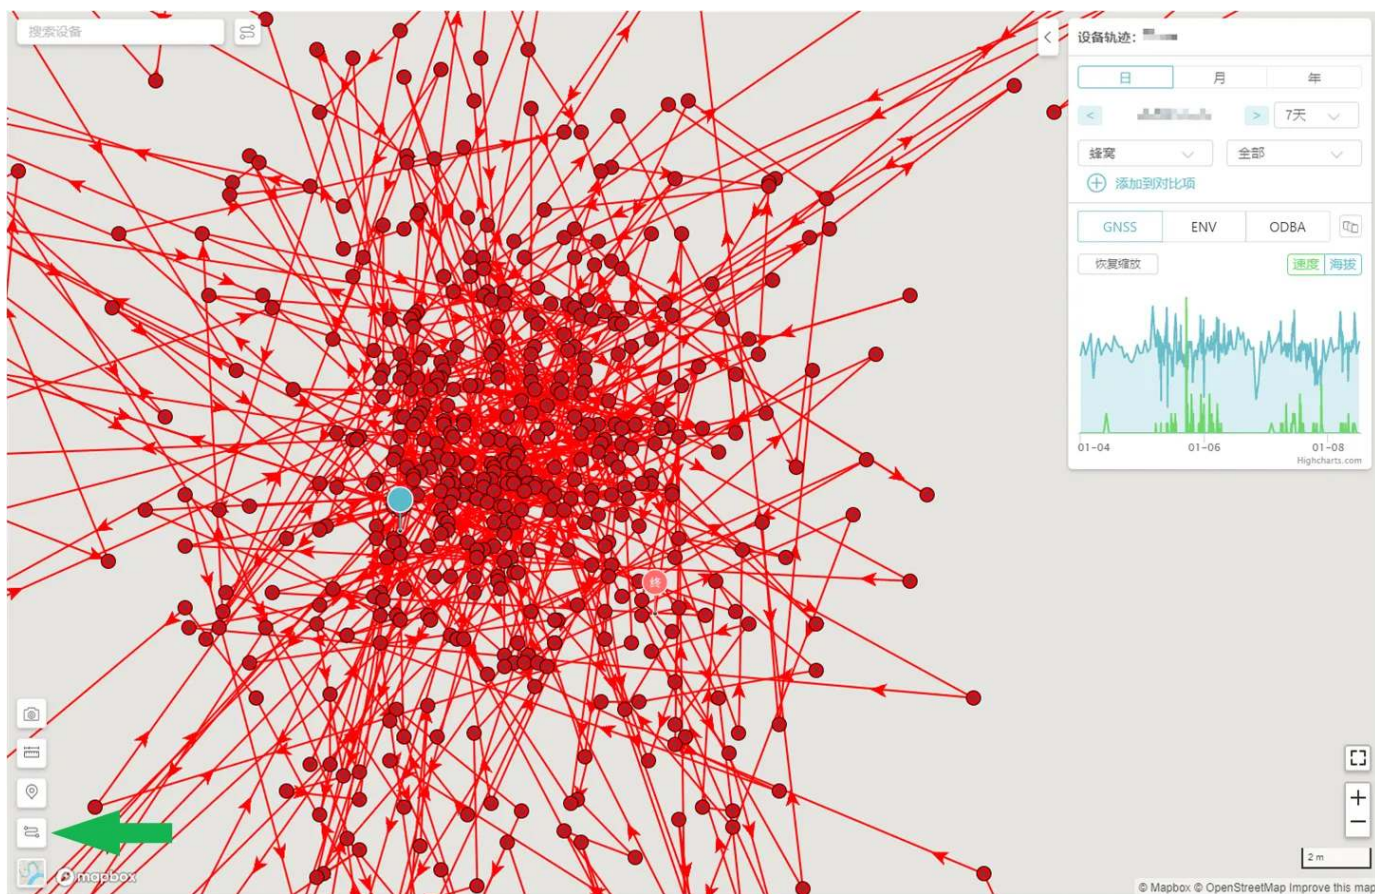 搜索设备
设备轨迹：
日 月 年
< > 7天
蜂窝 全部
添加到对比项
GNSS ENV ODBA
恢复缩放 速度 海拔
01-04 01-06 01-08
Highcharts.com
终
2 m
mapbox
© Mapbox © OpenStreetMap Improve this map